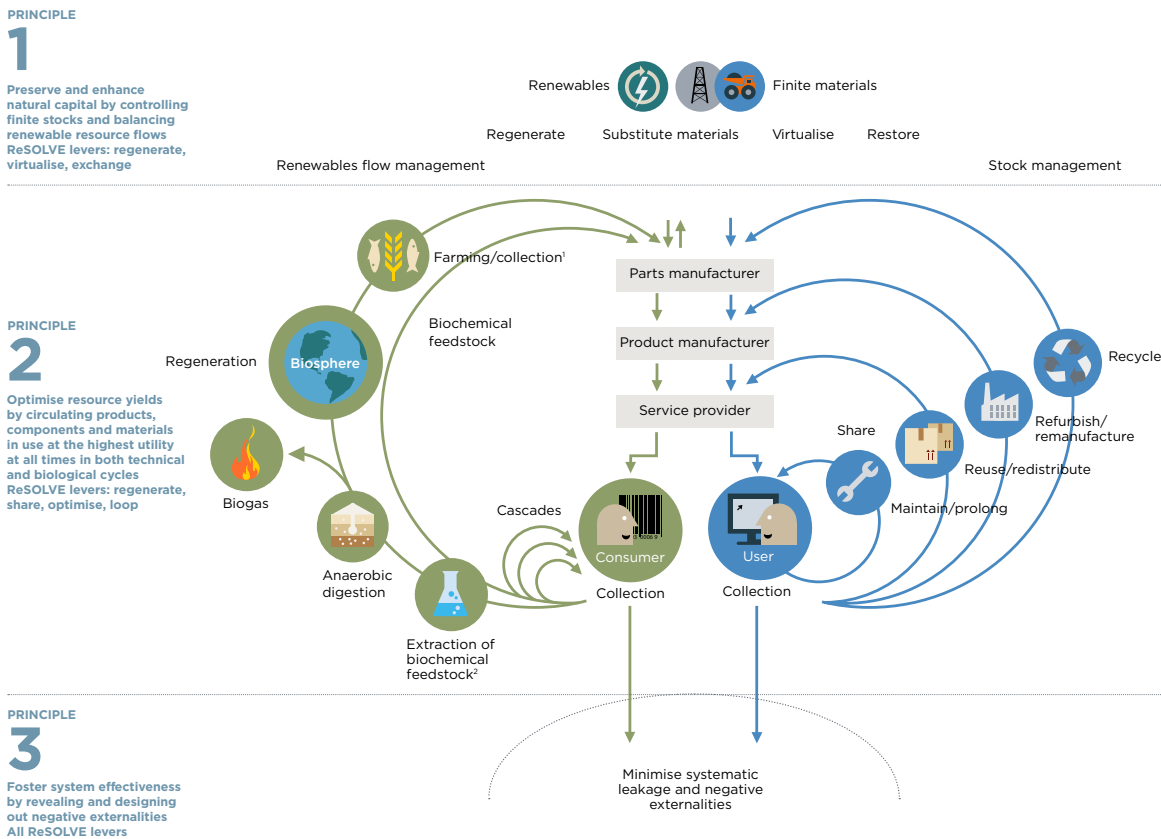 PRINCIPLE
1
Preserve and enhance
natural capital by controlling
finite stocks and balancing
renewable resource flows
ReSOLVE levers: regenerate,
virtualise, exchange
Renewables
Finite materials
Regenerate
Substitute materials
Virtualise
Restore
Renewables flow management
Stock management
PRINCIPLE
2
Optimise resource yields
by circulating products,
components and materials
in use at the highest utility
at all times in both technical
and biological cycles
ReSOLVE levers: regenerate,
share, optimise, loop
Farming/collection¹
Biochemical
feedstock
Regeneration
Biosphere
Biogas
Anaerobic
digestion
Extraction of
biochemical
feedstock²
Cascades
Parts manufacturer
Product manufacturer
Service provider
Consumer
Collection
User
Collection
Share
Maintain/prolong
Reuse/redistribute
Refurbish/
remanufacture
Recycle
PRINCIPLE
3
Foster system effectiveness
by revealing and designing
out negative externalities
All ReSOLVE levers
Minimise systematic
leakage and negative
externalities